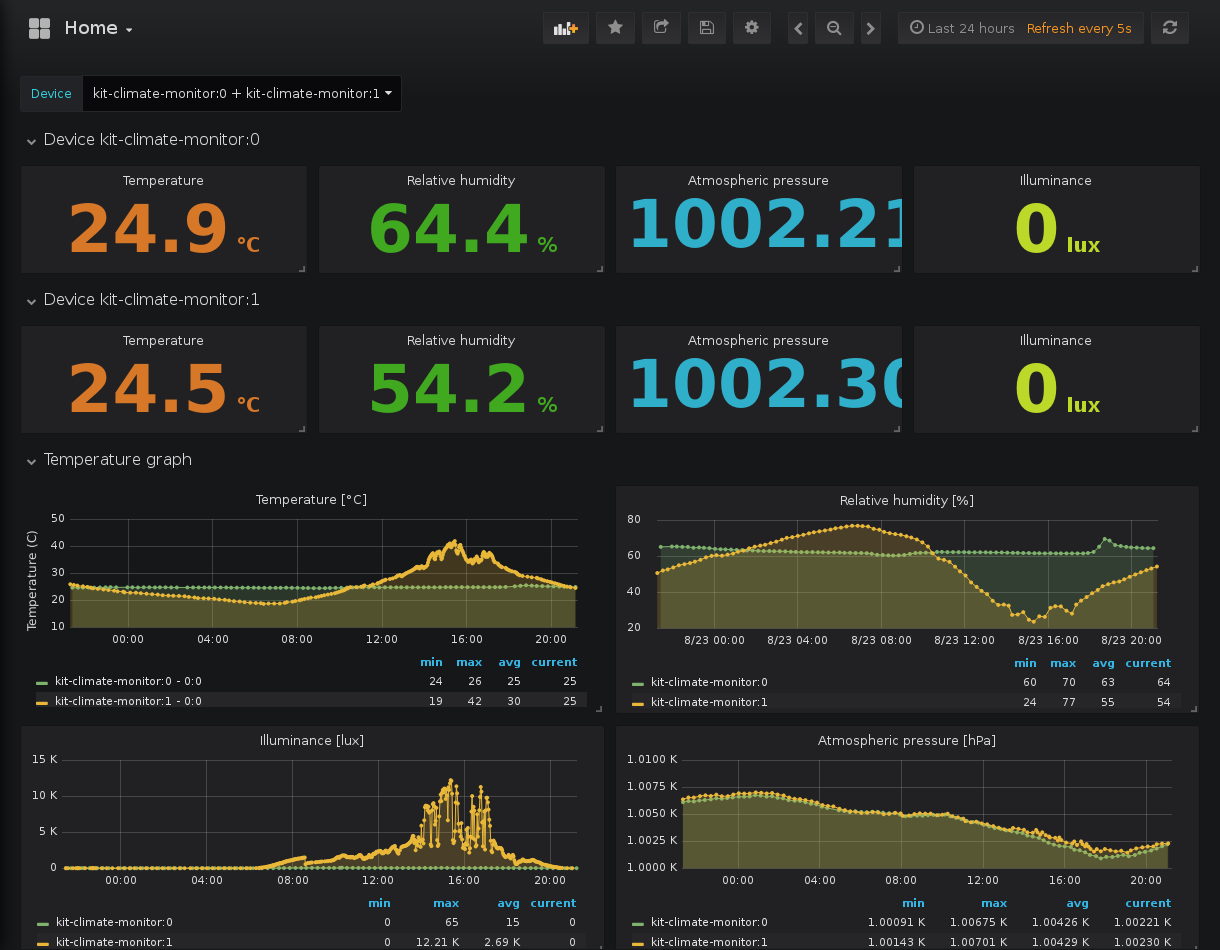 Home
Last 24 hours Refresh every 5s
Device kit-climate-monitor:0 + kit-climate-monitor:1
Device kit-climate-monitor:0
Temperature
24.9 °C
Relative humidity
64.4 %
Atmospheric pressure
1002.21
Illuminance
0 lux
Device kit-climate-monitor:1
Temperature
24.5 °C
Relative humidity
54.2 %
Atmospheric pressure
1002.30
Illuminance
0 lux
Temperature graph
Temperature [°C]
Temperature (C)
50
40
30
20
10
00:00 04:00 08:00 12:00 16:00 20:00
min max avg current
kit-climate-monitor:0 - 0:0 24 26 25 25
kit-climate-monitor:1 - 0:0 19 42 30 25
Relative humidity [%]
80
60
40
20
8/23 00:00 8/23 04:00 8/23 08:00 8/23 12:00 8/23 16:00 8/23 20:00
min max avg current
kit-climate-monitor:0 60 70 63 64
kit-climate-monitor:1 24 77 55 54
Illuminance [lux]
15 K
10 K
5 K
0
00:00 04:00 08:00 12:00 16:00 20:00
min max avg current
kit-climate-monitor:0 0 65 15 0
kit-climate-monitor:1 0 12.21 K 2.69 K 0
Atmospheric pressure [hPa]
1.0100 K
1.0075 K
1.0050 K
1.0025 K
1.0000 K
00:00 04:00 08:00 12:00 16:00 20:00
min max avg current
kit-climate-monitor:0 1.00091 K 1.00675 K 1.00426 K 1.00221 K
kit-climate-monitor:1 1.00143 K 1.00701 K 1.00429 K 1.00230 K